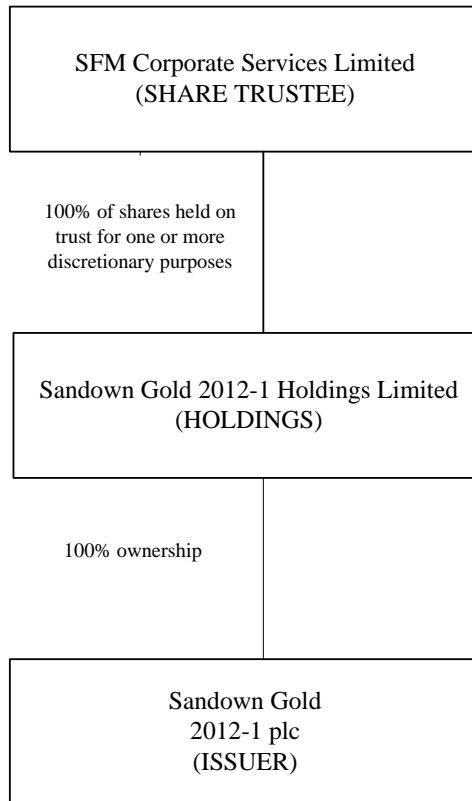 SFM Corporate Services Limited
(SHARE TRUSTEE)
100% of shares held on
trust for one or more
discretionary purposes
Sandown Gold 2012-1 Holdings Limited
(HOLDINGS)
100% ownership
Sandown Gold
2012-1 plc
(ISSUER)